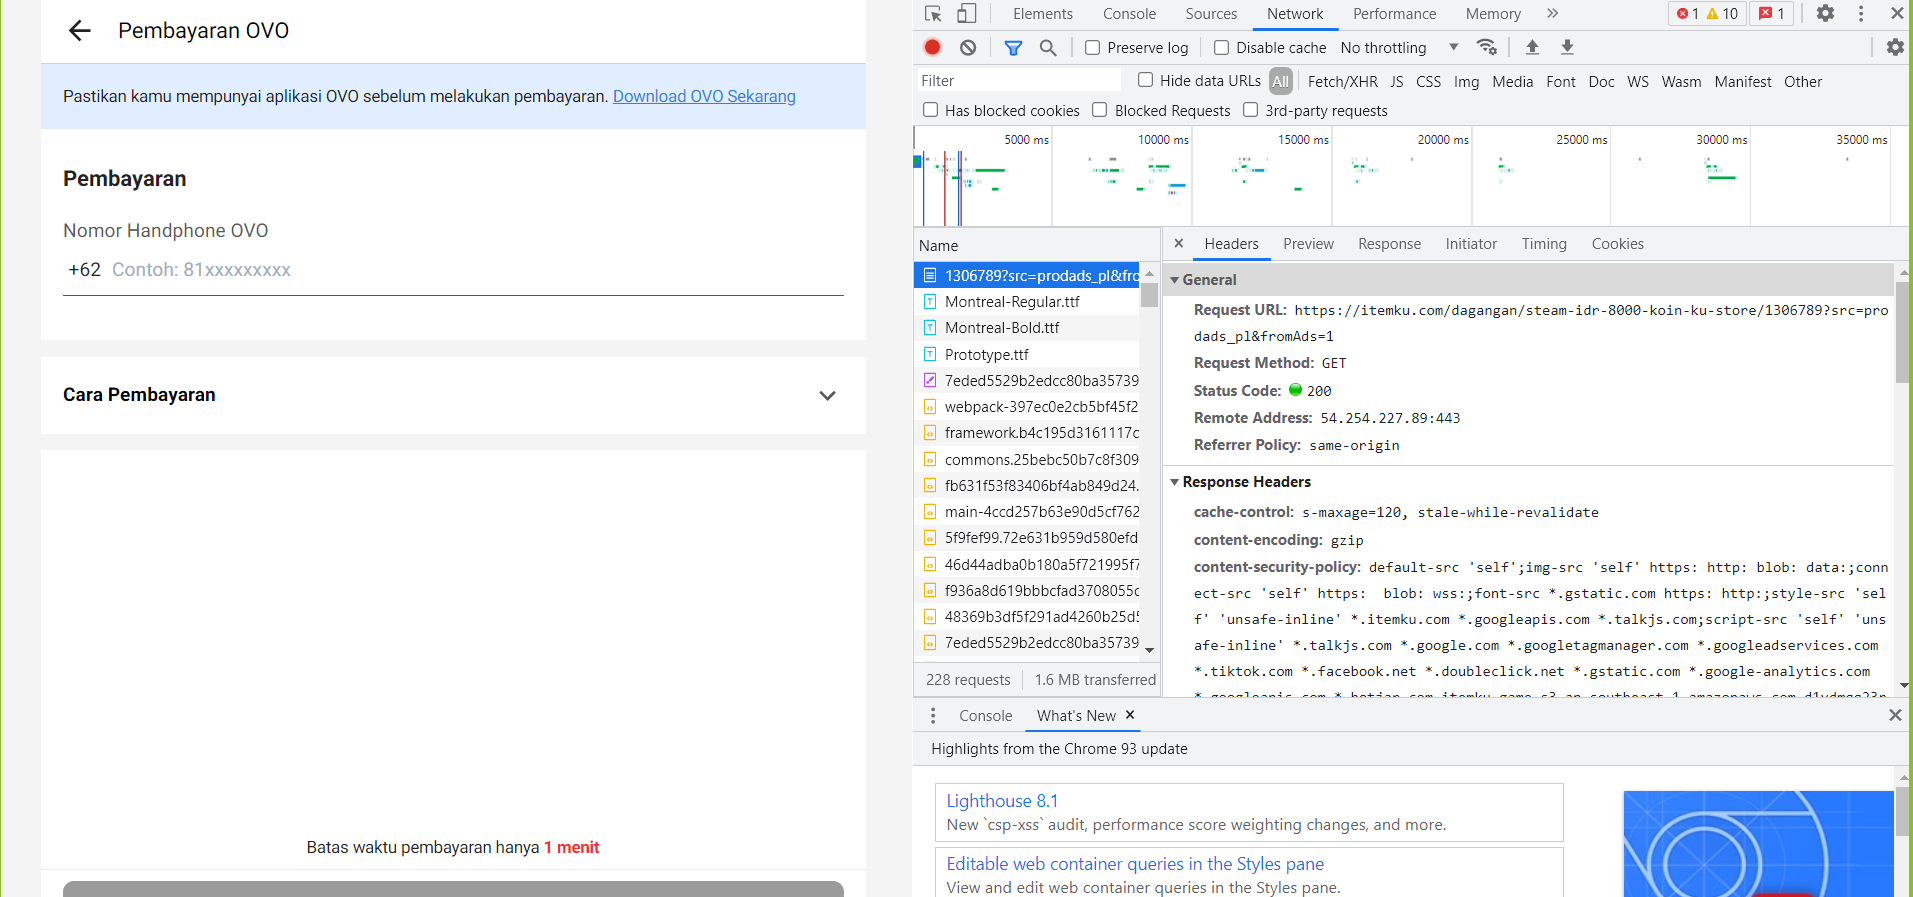 Pembayaran OVO
Pastikan kamu mempunyai aplikasi OVO sebelum melakukan pembayaran. Download OVO Sekarang
Pembayaran
Nomor Handphone OVO
+62 Contoh: 81xxxxxxxxx
Cara Pembayaran
Batas waktu pembayaran hanya 1 menit
Elements Console Sources Network Performance Memory 1 10 1
Preserve log Disable cache No throttling
Filter Hide data URLs All Fetch/XHR JS CSS Img Media Font Doc WS Wasm Manifest Other
Has blocked cookies Blocked Requests 3rd-party requests
5000 ms 10000 ms 15000 ms 20000 ms 25000 ms 30000 ms 35000 ms
Name
1306789?src=prodads_pl&fro
Montreal-Regular.ttf
Montreal-Bold.ttf
Prototype.ttf
7eded5529b2edcc80ba35739
webpack-397ec0e2cb5bf45f2
framework.b4c195d3161117c
commons.25bebc50b7c8f309
fb631f53f83406bf4ab849d24.
main-4ccd257b63e90d5cf762
5f9fef99.72e631b959d580efd
46d44adba0b180a5f721995f7
f936a8d619bbbcfad3708055c
48369b3df5f291ad4260b25d5
7eded5529b2edcc80ba35739
228 requests 1.6 MB transferred
Headers Preview Response Initiator Timing Cookies
General
Request URL: https://itemku.com/dagangan/steam-idr-8000-koin-ku-store/1306789?src=pro
dads_pl&fromAds=1
Request Method: GET
Status Code: 200
Remote Address: 54.254.227.89:443
Referrer Policy: same-origin
Response Headers
cache-control: s-maxage=120, stale-while-revalidate
content-encoding: gzip
content-security-policy: default-src 'self';img-src 'self' https: http: blob: data:;conn
ect-src 'self' https:  blob: wss:;font-src *.gstatic.com https: http:;style-src 'sel
f' 'unsafe-inline' *.itemku.com *.googleapis.com *.talkjs.com;script-src 'self' 'uns
afe-inline' *.talkjs.com *.google.com *.googletagmanager.com *.googleadservices.com
*.tiktok.com *.facebook.net *.doubleclick.net *.gstatic.com *.google-analytics.com
Console What's New
Highlights from the Chrome 93 update
Lighthouse 8.1
New `csp-xss` audit, performance score weighting changes, and more.
Editable web container queries in the Styles pane
View and edit web container queries in the Styles pane.